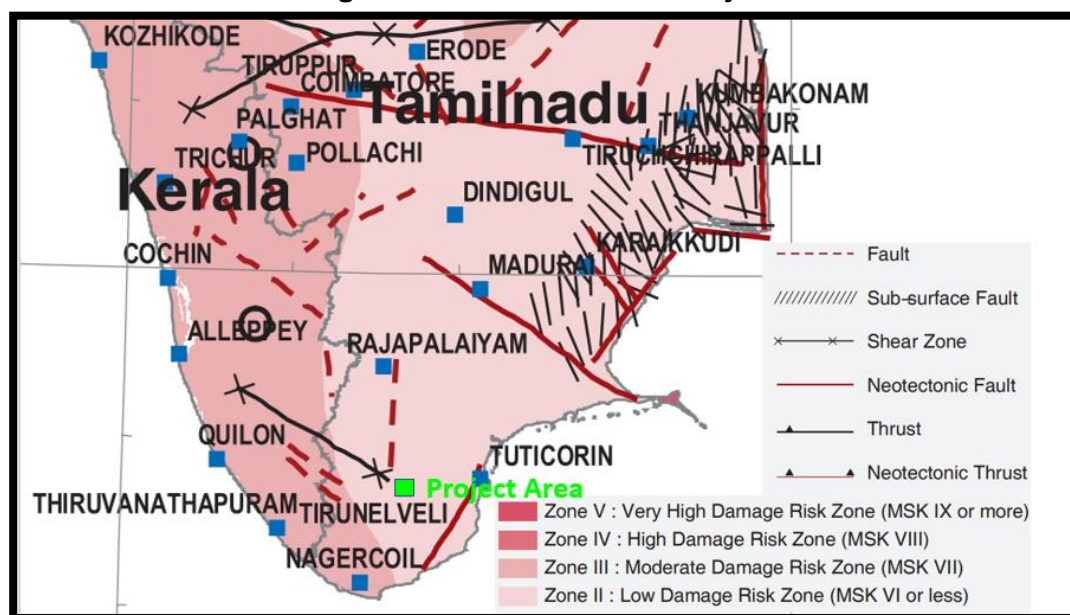 KOZHIKODE
ERODE
TIRUPPUR
COIMBATORE
Tamilnadu
KUMBAKONAM
PALGHAT
THANJAVUR
TRICHUR
POLLACHI
TIRUCHCHIRAPPALLI
Kerala
DINDIGUL
COCHIN
KARAIKKUDI
MADURAI
ALLEPPEY
RAJAPALAIYAM
QUILON
TUTICORIN
Project Area
THIRUVANATHAPURAM
TIRUNELVELI
NAGERCOIL
Fault
Sub-surface Fault
Shear Zone
Neotectonic Fault
Thrust
Neotectonic Thrust
Zone V : Very High Damage Risk Zone (MSK IX or more)
Zone IV : High Damage Risk Zone (MSK VIII)
Zone III : Moderate Damage Risk Zone (MSK VII)
Zone II : Low Damage Risk Zone (MSK VI or less)